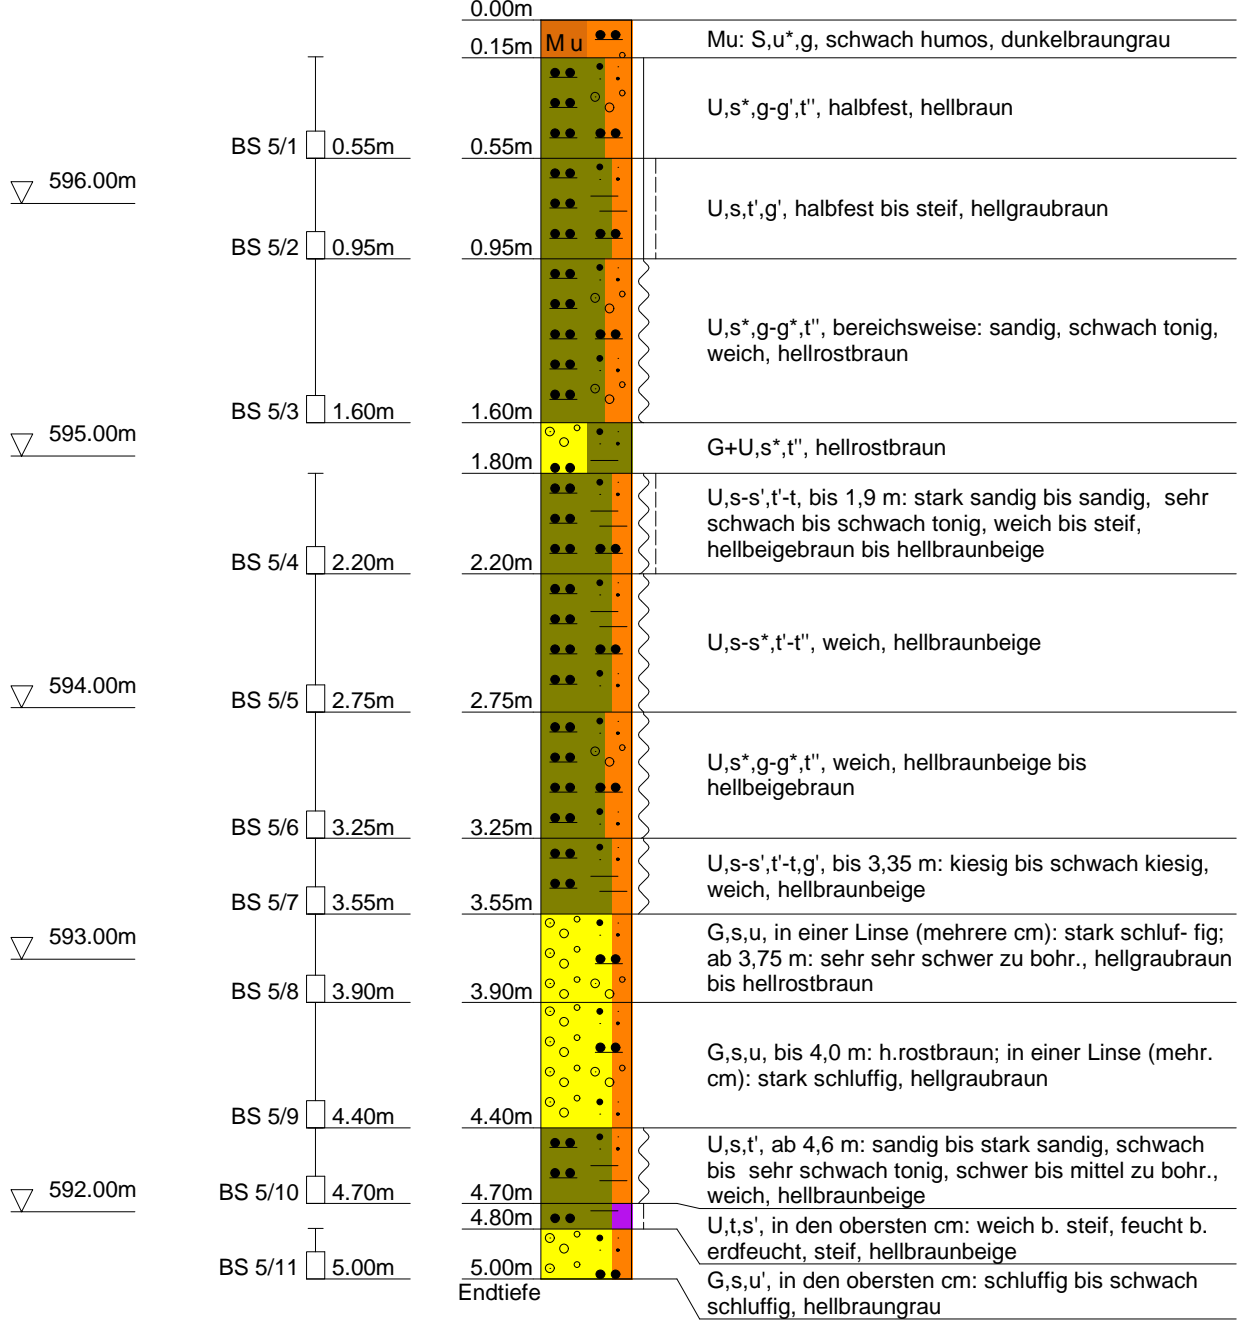 0.00m
0.15m Mu Mu: S,u*,g, schwach humos, dunkelbraungrau
U,s*,g-g',t'', halbfest, hellbraun
BS 5/1 0.55m 0.55m
596.00m
U,s,t',g', halbfest bis steif, hellgraubraun
BS 5/2 0.95m 0.95m
U,s*,g-g*,t'', bereichsweise: sandig, schwach tonig,
weich, hellrostbraun
BS 5/3 1.60m 1.60m
595.00m
G+U,s*,t'', hellrostbraun
1.80m
U,s-s',t'-t, bis 1,9 m: stark sandig bis sandig, sehr
schwach bis schwach tonig, weich bis steif,
hellbeigebraun bis hellbraunbeige
BS 5/4 2.20m 2.20m
U,s-s*,t'-t'', weich, hellbraunbeige
594.00m
BS 5/5 2.75m 2.75m
U,s*,g-g*,t'', weich, hellbraunbeige bis
hellbeigebraun
BS 5/6 3.25m 3.25m
U,s-s',t'-t,g', bis 3,35 m: kiesig bis schwach kiesig,
weich, hellbraunbeige
BS 5/7 3.55m 3.55m
593.00m
G,s,u, in einer Linse (mehrere cm): stark schluf- fig;
ab 3,75 m: sehr sehr schwer zu bohr., hellgraubraun
bis hellrostbraun
BS 5/8 3.90m 3.90m
G,s,u, bis 4,0 m: h.rostbraun; in einer Linse (mehr.
cm): stark schluffig, hellgraubraun
BS 5/9 4.40m 4.40m
U,s,t', ab 4,6 m: sandig bis stark sandig, schwach
bis sehr schwach tonig, schwer bis mittel zu bohr.,
weich, hellbraunbeige
592.00m
BS 5/10 4.70m 4.70m
4.80m
U,t,s', in den obersten cm: weich b. steif, feucht b.
erdfeucht, steif, hellbraunbeige
BS 5/11 5.00m 5.00m
Endtiefe
G,s,u', in den obersten cm: schluffig bis schwach
schluffig, hellbraungrau